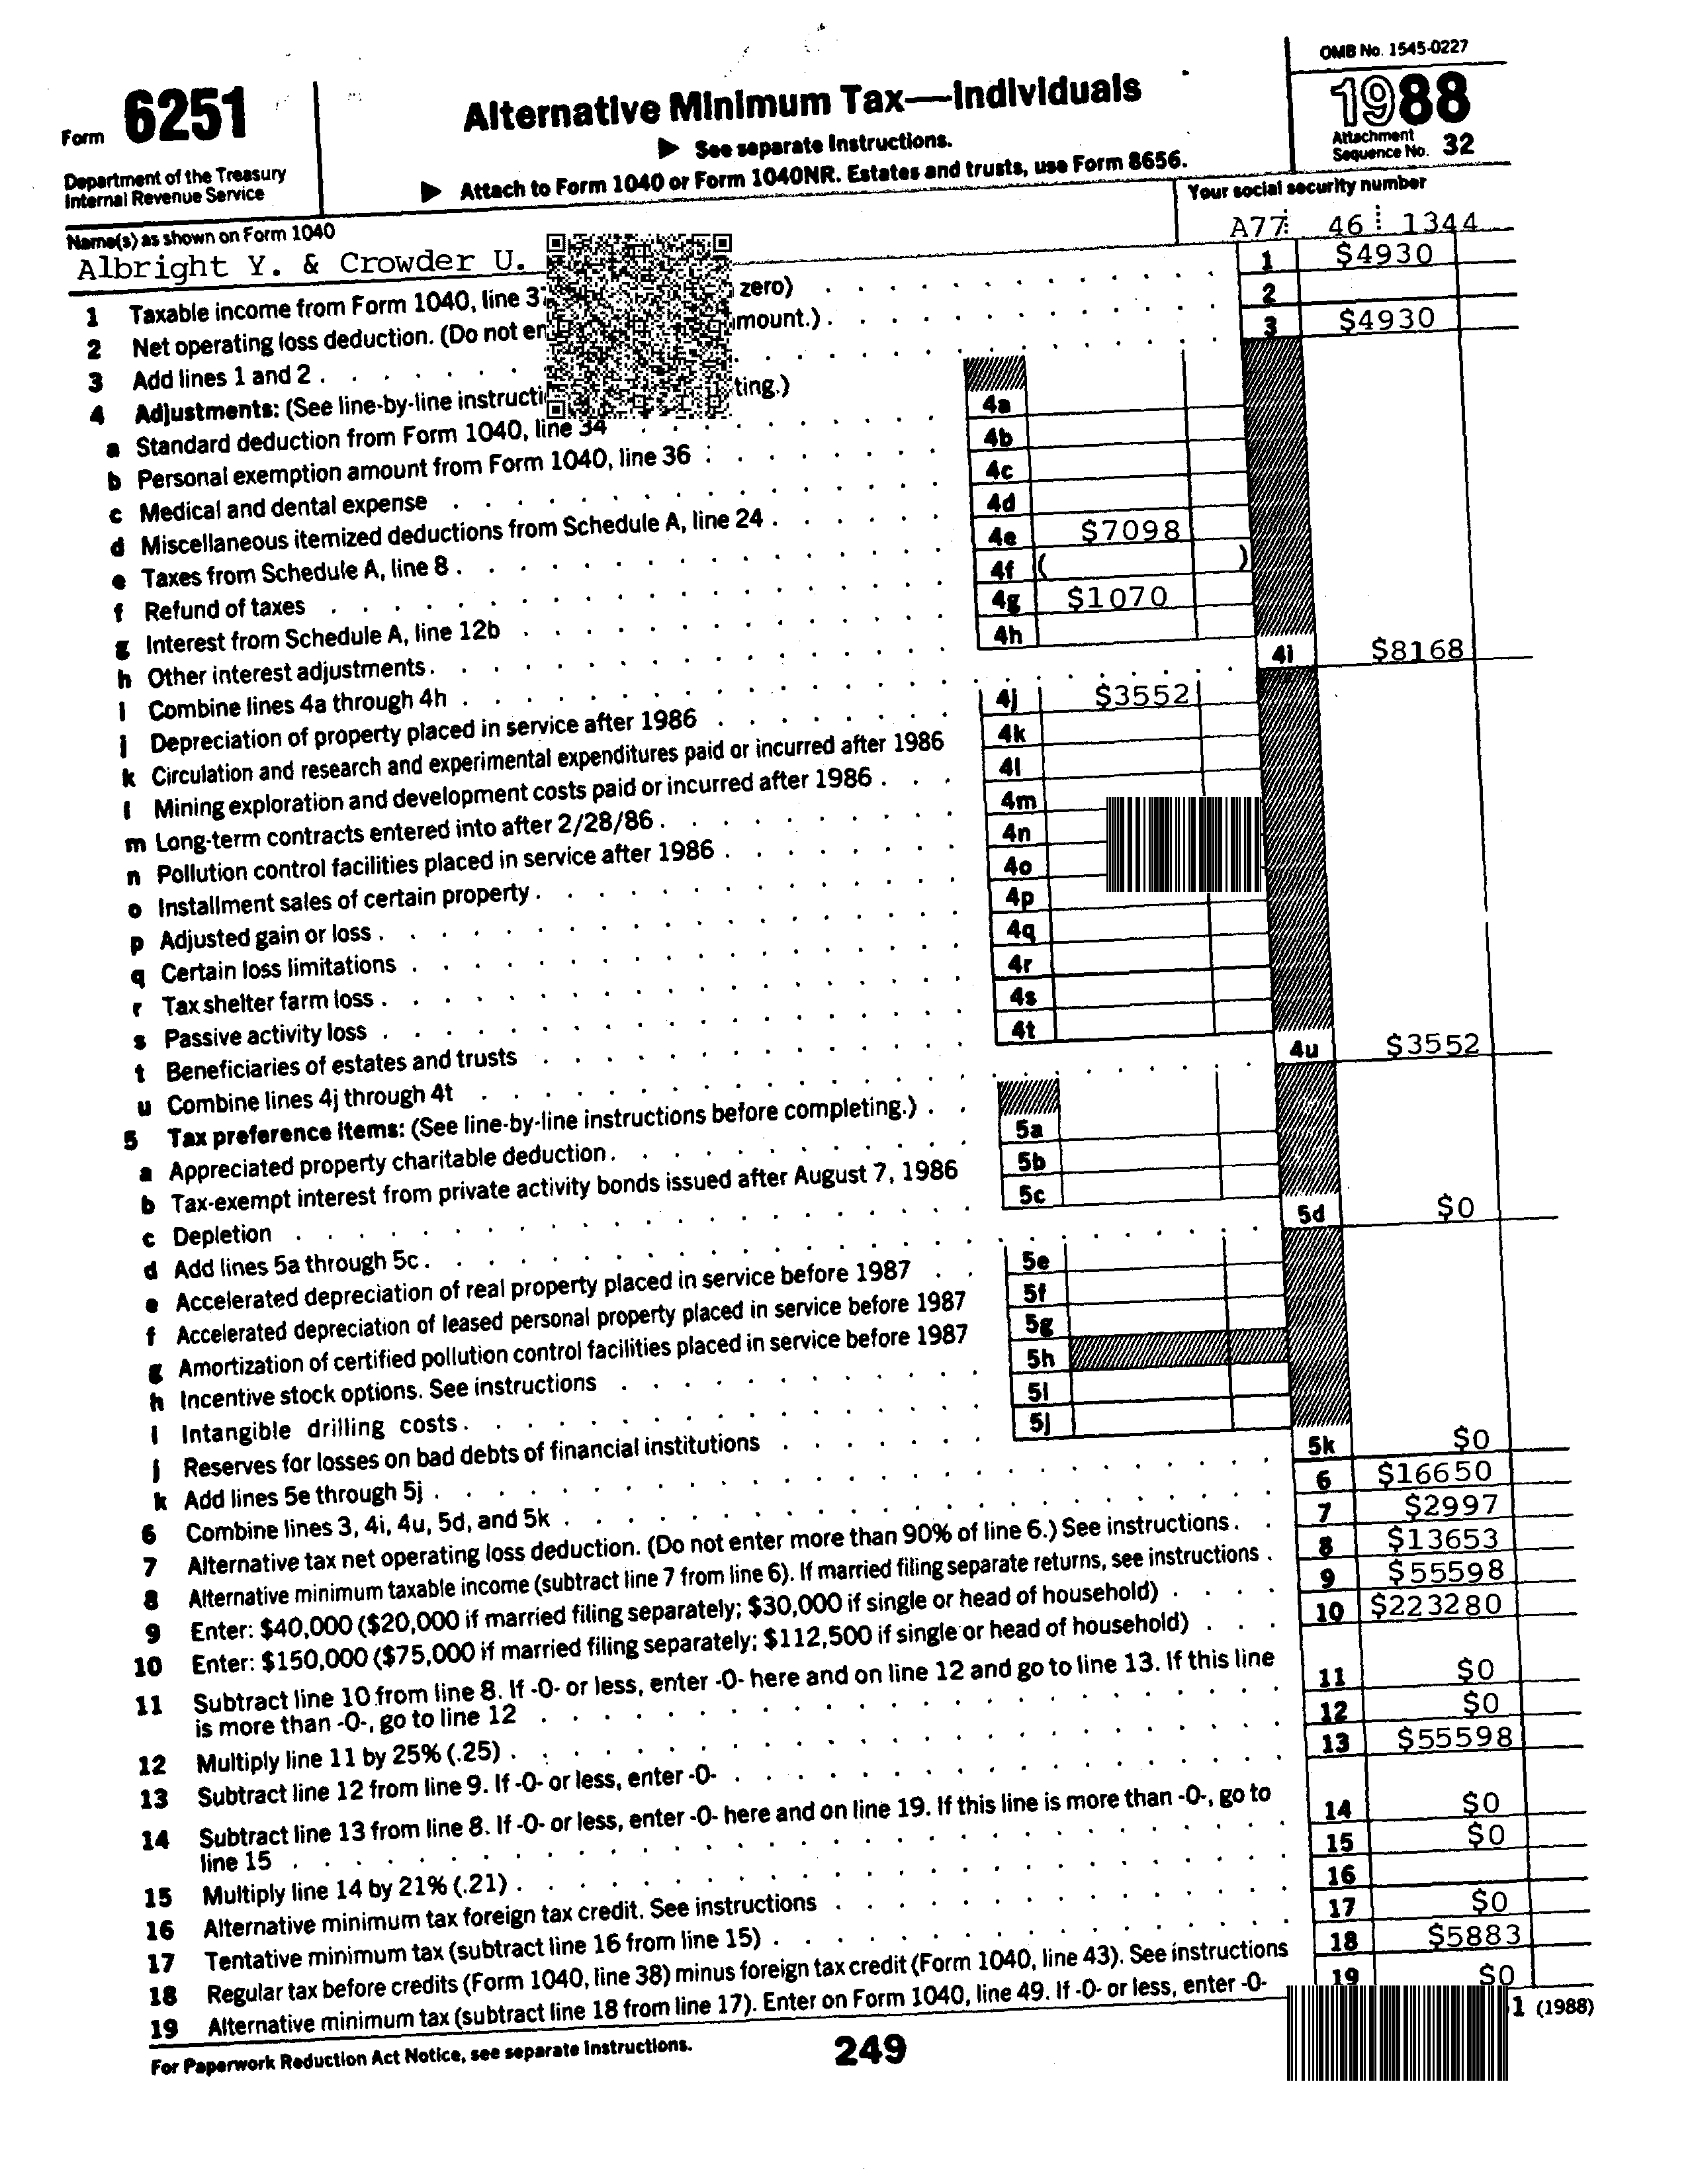 OMB No. 1545-0227
Form 6251
Alternative Minimum Tax—Individuals
1988
▶ See separate Instructions.
Attachment
Sequence No. 32
Department of the Treasury
Internal Revenue Service
▶ Attach to Form 1040 or Form 1040NR. Estates and trusts, use Form 8656.
Your social security number
Name(s) as shown on Form 1040
A77 46 1344
Albright Y. & Crowder U.
1 Taxable income from Form 1040, line 37 zero) 1 $4930
2 Net operating loss deduction. (Do not en mount.) 2
3 Add lines 1 and 2 3 $4930
4 Adjustments: (See line-by-line instructi ting.)
a Standard deduction from Form 1040, line 34 4a
b Personal exemption amount from Form 1040, line 36 4b
c Medical and dental expense 4c
d Miscellaneous itemized deductions from Schedule A, line 24 4d
e Taxes from Schedule A, line 8 4e $7098
f Refund of taxes 4f ( )
g Interest from Schedule A, line 12b 4g $1070
h Other interest adjustments 4h
i Combine lines 4a through 4h 4i $8168
j Depreciation of property placed in service after 1986 4j $3552
k Circulation and research and experimental expenditures paid or incurred after 1986 4k
l Mining exploration and development costs paid or incurred after 1986 4l
m Long-term contracts entered into after 2/28/86 4m
n Pollution control facilities placed in service after 1986 4n
o Installment sales of certain property 4o
p Adjusted gain or loss 4p
q Certain loss limitations 4q
r Tax shelter farm loss 4r
s Passive activity loss 4s
t Beneficiaries of estates and trusts 4t
u Combine lines 4j through 4t 4u $3552
5 Tax preference items: (See line-by-line instructions before completing.)
a Appreciated property charitable deduction 5a
b Tax-exempt interest from private activity bonds issued after August 7, 1986 5b
c Depletion 5c
d Add lines 5a through 5c 5d $0
e Accelerated depreciation of real property placed in service before 1987 5e
f Accelerated depreciation of leased personal property placed in service before 1987 5f
g Amortization of certified pollution control facilities placed in service before 1987 5g
h Incentive stock options. See instructions 5h
i Intangible drilling costs 5i
j Reserves for losses on bad debts of financial institutions 5j
k Add lines 5e through 5j 5k $0
6 Combine lines 3, 4i, 4u, 5d, and 5k 6 $16650
7 Alternative tax net operating loss deduction. (Do not enter more than 90% of line 6.) See instructions. 7 $2997
8 Alternative minimum taxable income (subtract line 7 from line 6). If married filing separate returns, see instructions 8 $13653
9 Enter: $40,000 ($20,000 if married filing separately; $30,000 if single or head of household) 9 $55598
10 Enter: $150,000 ($75,000 if married filing separately; $112,500 if single or head of household) 10 $223280
11 Subtract line 10 from line 8. If -0- or less, enter -0- here and on line 12 and go to line 13. If this line
is more than -0-, go to line 12 11 $0
12 Multiply line 11 by 25% (.25) 12 $0
13 Subtract line 12 from line 9. If -0- or less, enter -0- 13 $55598
14 Subtract line 13 from line 8. If -0- or less, enter -0- here and on line 19. If this line is more than -0-, go to
line 15 14 $0
15 Multiply line 14 by 21% (.21) 15 $0
16 Alternative minimum tax foreign tax credit. See instructions 16
17 Tentative minimum tax (subtract line 16 from line 15) 17 $0
18 Regular tax before credits (Form 1040, line 38) minus foreign tax credit (Form 1040, line 43). See instructions 18 $5883
19 Alternative minimum tax (subtract line 18 from line 17). Enter on Form 1040, line 49. If -0- or less, enter -0- 19 $0
For Paperwork Reduction Act Notice, see separate Instructions.
249
1 (1988)